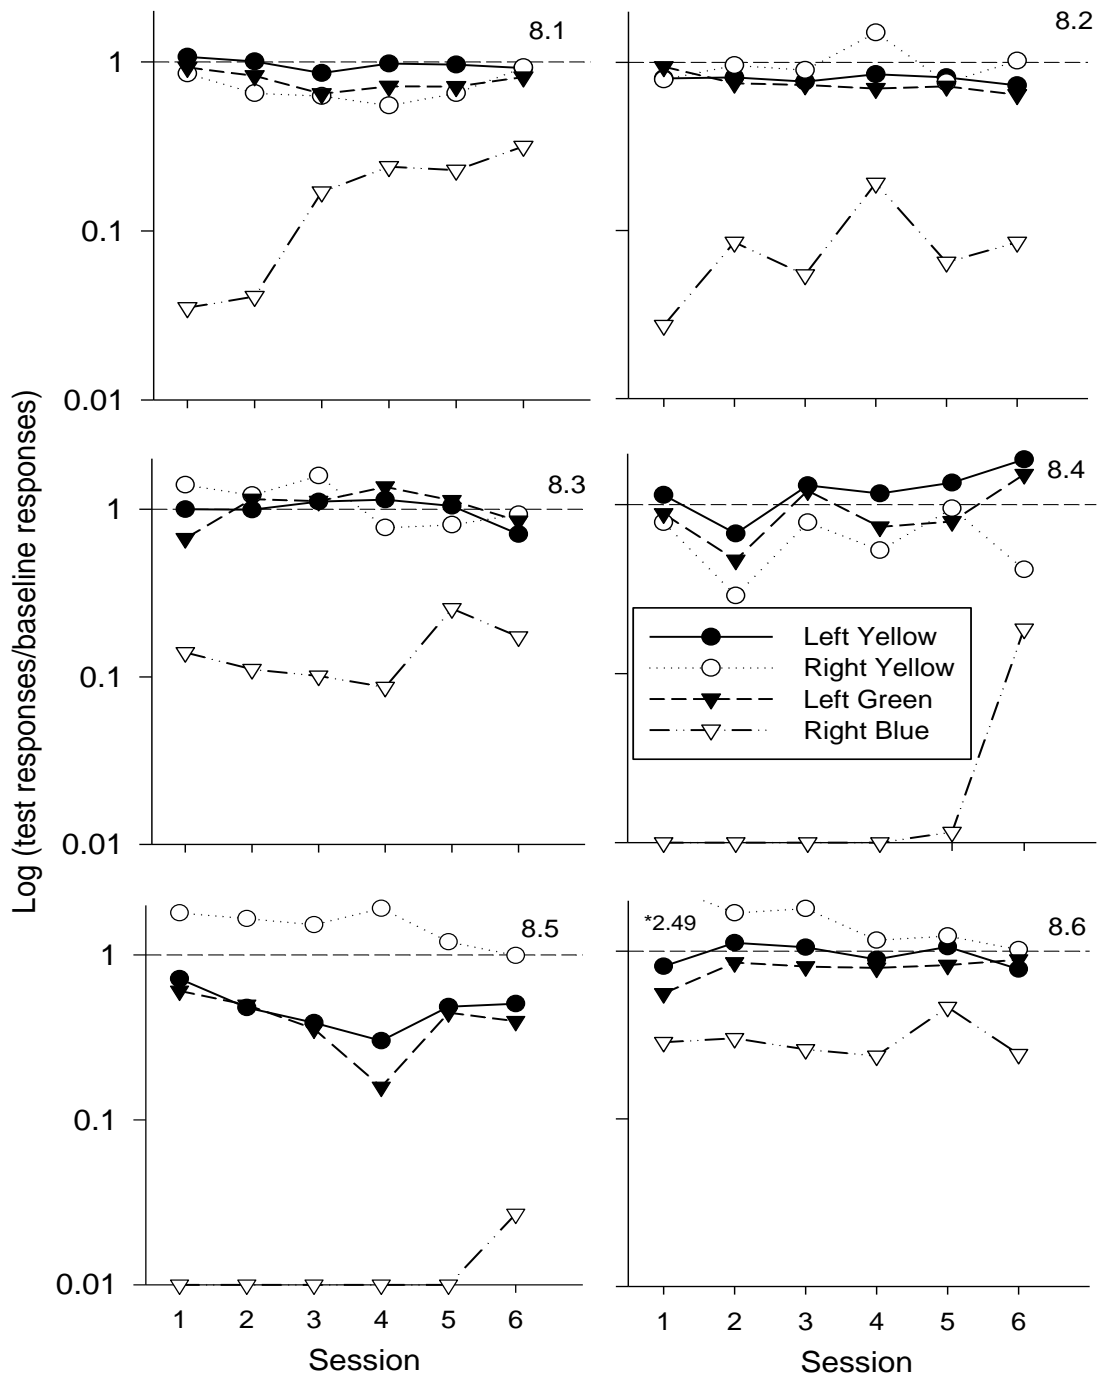 8.1
8.2
1
0.1
0.01
8.3
8.4
1
0.1
0.01
Left Yellow
Right Yellow
Left Green
Right Blue
Log (test responses/baseline responses)
8.5
*2.49
8.6
1
0.1
0.01
1 2 3 4 5 6
1 2 3 4 5 6
Session
Session